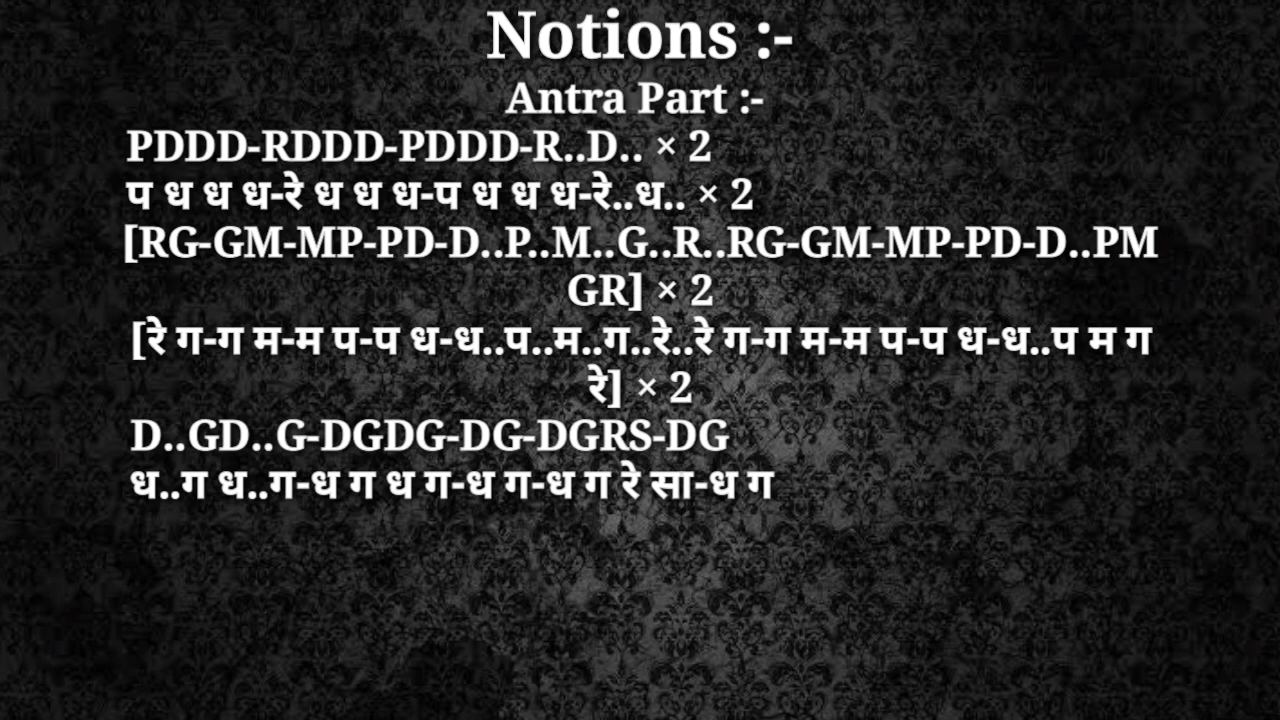 Notions :-
Antra Part :-
PDDD-RDDD-PDDD-R..D.. × 2
प ध ध ध-रे ध ध ध-प ध ध ध-रे..ध.. × 2
[RG-GM-MP-PD-D..P..M..G..R..RG-GM-MP-PD-D..PM
GR] × 2
[रे ग-ग म-म प-प ध-ध..प..म..ग..रे..रे ग-ग म-म प-प ध-ध..प म ग
रे] × 2
D..GD..G-DGDG-DG-DGRS-DG
ध..ग ध..ग-ध ग ध ग-ध ग-ध ग रे सा-ध ग